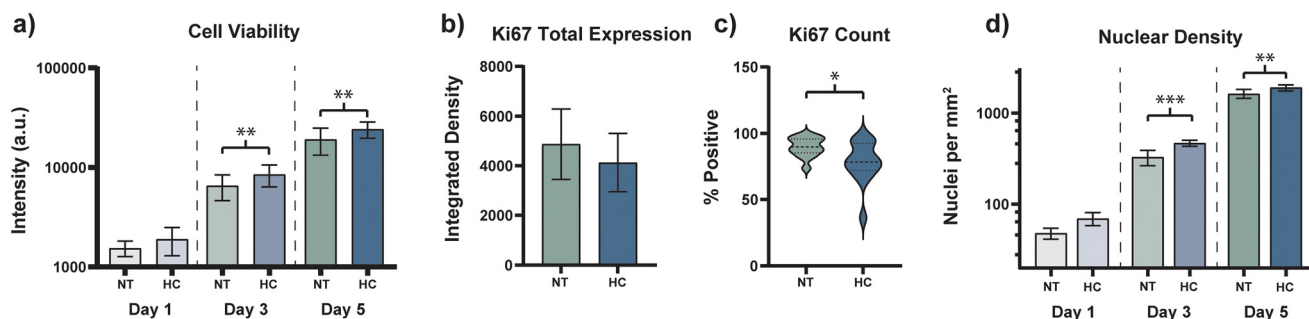 a)
Cell Viability
Intensity (a.u.)
100000
10000
1000
**
**
NT HC NT HC NT HC
Day 1 Day 3 Day 5
b)
Ki67 Total Expression
Integrated Density
8000
6000
4000
2000
0
NT HC
c)
Ki67 Count
% Positive
150
100
50
0
*
NT HC
d)
Nuclear Density
Nuclei per mm²
1000
100
***
**
NT HC NT HC NT HC
Day 1 Day 3 Day 5